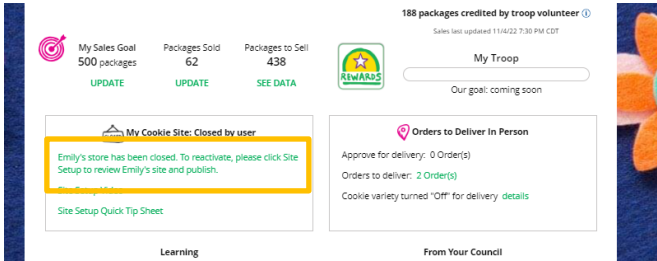 188 packages credited by troop volunteer
Sales last updated 11/4/22 7:30 PM CDT
My Sales Goal
500 packages
UPDATE
Packages Sold
62
UPDATE
Packages to Sell
438
SEE DATA
REWARDS
My Troop
Our goal: coming soon
My Cookie Site: Closed by user
Emily's store has been closed. To reactivate, please click Site
Setup to review Emily's site and publish.
Site Setup Quick Tip Sheet
Orders to Deliver In Person
Approve for delivery: 0 Order(s)
Orders to deliver: 2 Order(s)
Cookie variety turned "Off" for delivery details
Learning
From Your Council